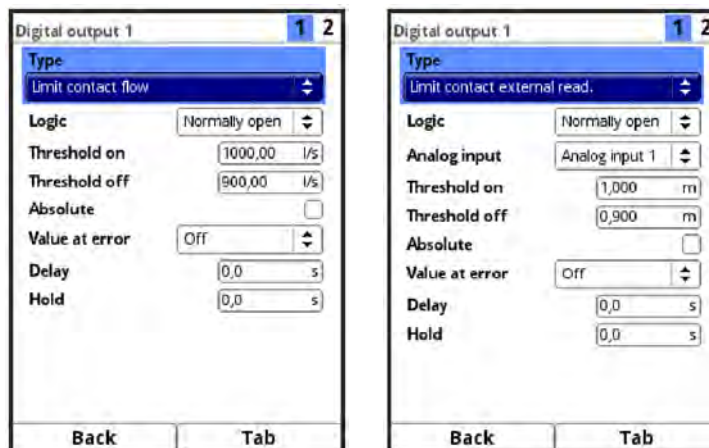 Digital output 1 1 2
Type
Limit contact flow
Logic Normally open
Threshold on 1000,00 l/s
Threshold off 900,00 l/s
Absolute
Value at error Off
Delay 0,0 s
Hold 0,0 s
Back Tab
Digital output 1 1 2
Type
Limit contact external read.
Logic Normally open
Analog input Analog input 1
Threshold on 1,000 m
Threshold off 0,900 m
Absolute
Value at error Off
Delay 0,0 s
Hold 0,0 s
Back Tab